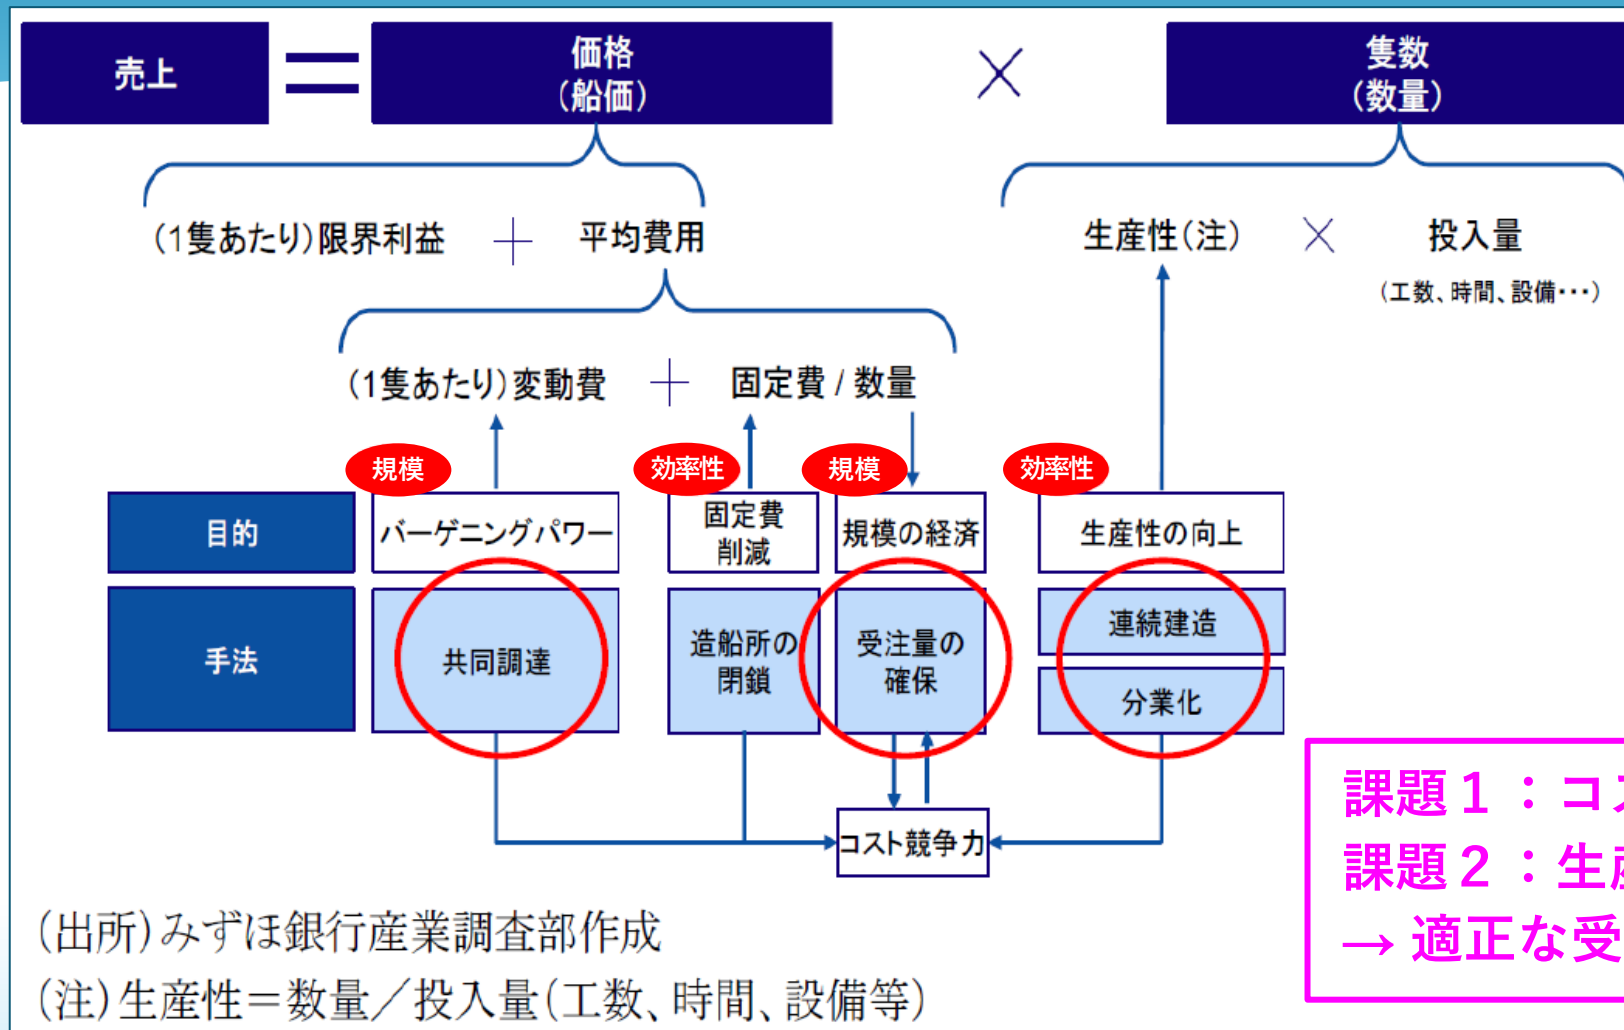 売上
＝
価格
（船価）
×
隻数
（数量）
（1隻あたり）限界利益 ＋ 平均費用
生産性（注） × 投入量
（工数、時間、設備・・・）
（1隻あたり）変動費 ＋ 固定費 / 数量
規模
効率性
規模
効率性
目的
バーゲニングパワー
固定費
削減
規模の経済
生産性の向上
手法
共同調達
造船所の
閉鎖
受注量の
確保
連続建造
分業化
コスト競争力
課題１：コ
課題２：生
→ 適正な受
（出所）みずほ銀行産業調査部作成
（注）生産性＝数量／投入量（工数、時間、設備等）